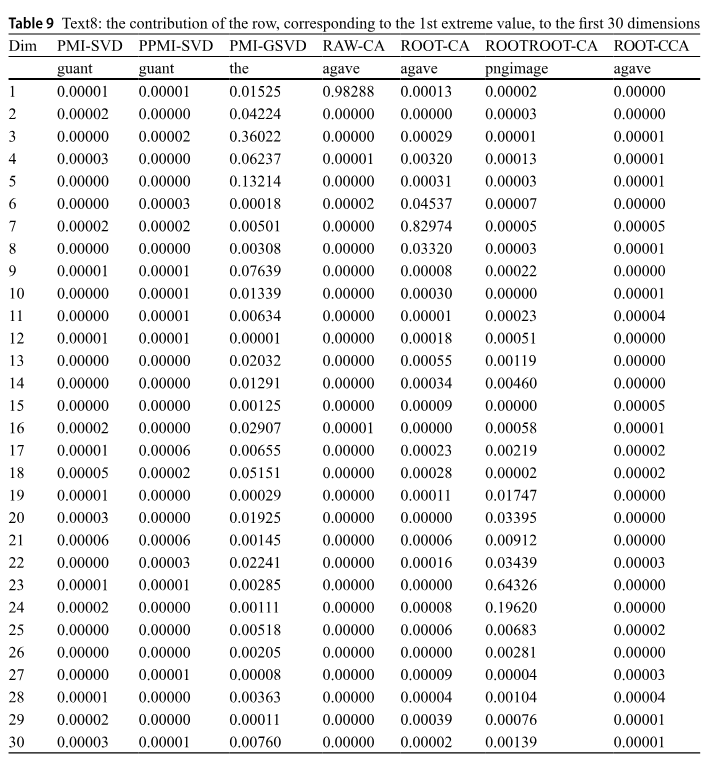 Table 9 Text8: the contribution of the row, corresponding to the 1st extreme value, to the first 30 dimensions
Dim PMI-SVD PPMI-SVD PMI-GSVD RAW-CA ROOT-CA ROOTROOT-CA ROOT-CCA
guant guant the agave agave pngimage agave
1 0.00001 0.00001 0.01525 0.98288 0.00013 0.00002 0.00000
2 0.00002 0.00000 0.04224 0.00000 0.00000 0.00003 0.00000
3 0.00000 0.00002 0.36022 0.00000 0.00029 0.00001 0.00001
4 0.00003 0.00000 0.06237 0.00001 0.00320 0.00013 0.00001
5 0.00000 0.00000 0.13214 0.00000 0.00031 0.00003 0.00001
6 0.00000 0.00003 0.00018 0.00002 0.04537 0.00007 0.00000
7 0.00002 0.00002 0.00501 0.00000 0.82974 0.00005 0.00005
8 0.00000 0.00000 0.00308 0.00000 0.03320 0.00003 0.00001
9 0.00001 0.00001 0.07639 0.00000 0.00008 0.00022 0.00000
10 0.00000 0.00001 0.01339 0.00000 0.00030 0.00000 0.00001
11 0.00000 0.00001 0.00634 0.00000 0.00001 0.00023 0.00004
12 0.00001 0.00001 0.00001 0.00000 0.00018 0.00051 0.00000
13 0.00000 0.00000 0.02032 0.00000 0.00055 0.00119 0.00000
14 0.00000 0.00000 0.01291 0.00000 0.00034 0.00460 0.00000
15 0.00000 0.00000 0.00125 0.00000 0.00009 0.00000 0.00005
16 0.00002 0.00000 0.02907 0.00001 0.00000 0.00058 0.00001
17 0.00001 0.00006 0.00655 0.00000 0.00023 0.00219 0.00002
18 0.00005 0.00002 0.05151 0.00000 0.00028 0.00002 0.00002
19 0.00001 0.00000 0.00029 0.00000 0.00011 0.01747 0.00000
20 0.00003 0.00000 0.01925 0.00000 0.00000 0.03395 0.00000
21 0.00006 0.00006 0.00145 0.00000 0.00006 0.00912 0.00000
22 0.00000 0.00003 0.02241 0.00000 0.00016 0.03439 0.00003
23 0.00001 0.00001 0.00285 0.00000 0.00000 0.64326 0.00000
24 0.00002 0.00000 0.00111 0.00000 0.00008 0.19620 0.00000
25 0.00000 0.00000 0.00518 0.00000 0.00006 0.00683 0.00002
26 0.00000 0.00000 0.00205 0.00000 0.00000 0.00281 0.00000
27 0.00000 0.00001 0.00008 0.00000 0.00009 0.00004 0.00003
28 0.00001 0.00000 0.00363 0.00000 0.00004 0.00104 0.00004
29 0.00002 0.00000 0.00011 0.00000 0.00039 0.00076 0.00001
30 0.00003 0.00001 0.00760 0.00000 0.00002 0.00139 0.00001